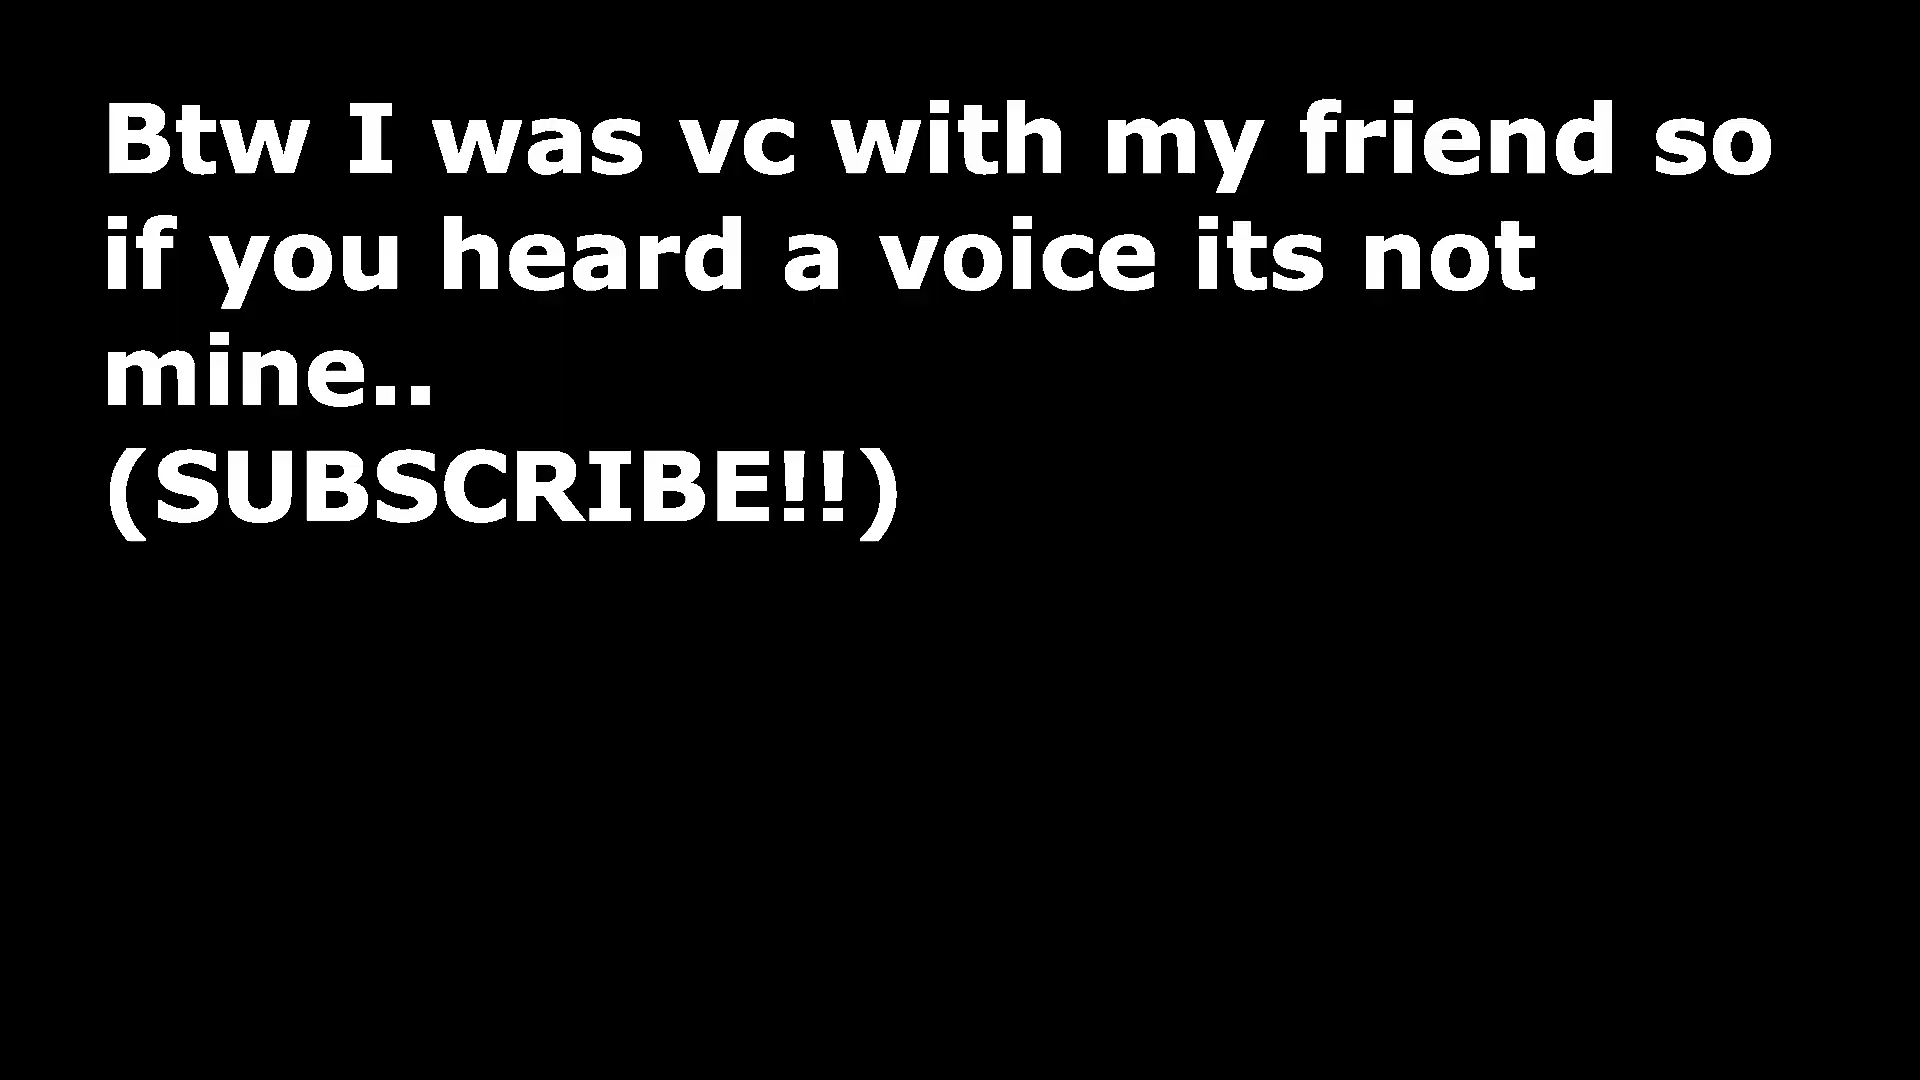 Btw I was vc with my friend so
if you heard a voice its not
mine..
(SUBSCRIBE!!)